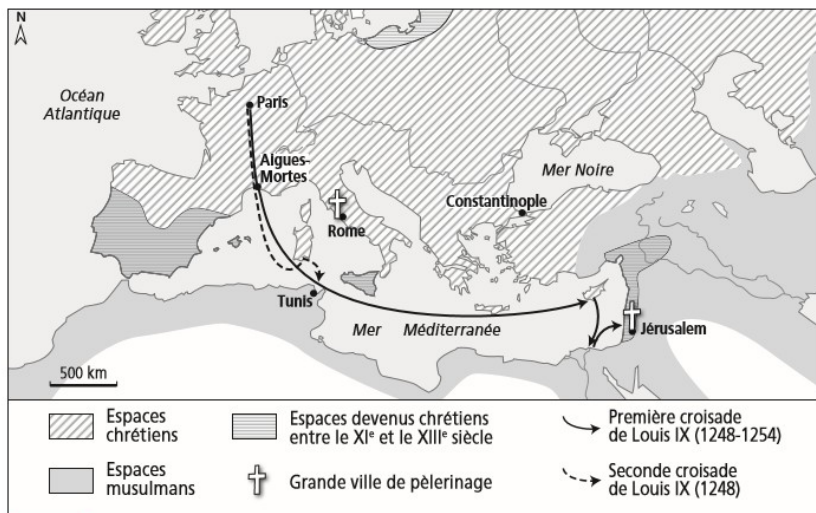 N
Océan
Atlantique
Paris
Aigues-
Mortes
Mer Noire
Constantinople
Rome
Tunis
Mer Méditerranée
Jérusalem
500 km
Espaces
chrétiens
Espaces devenus chrétiens
entre le XIe et le XIIIe siècle
Première croisade
de Louis IX (1248-1254)
Espaces
musulmans
Grande ville de pèlerinage
Seconde croisade
de Louis IX (1248)